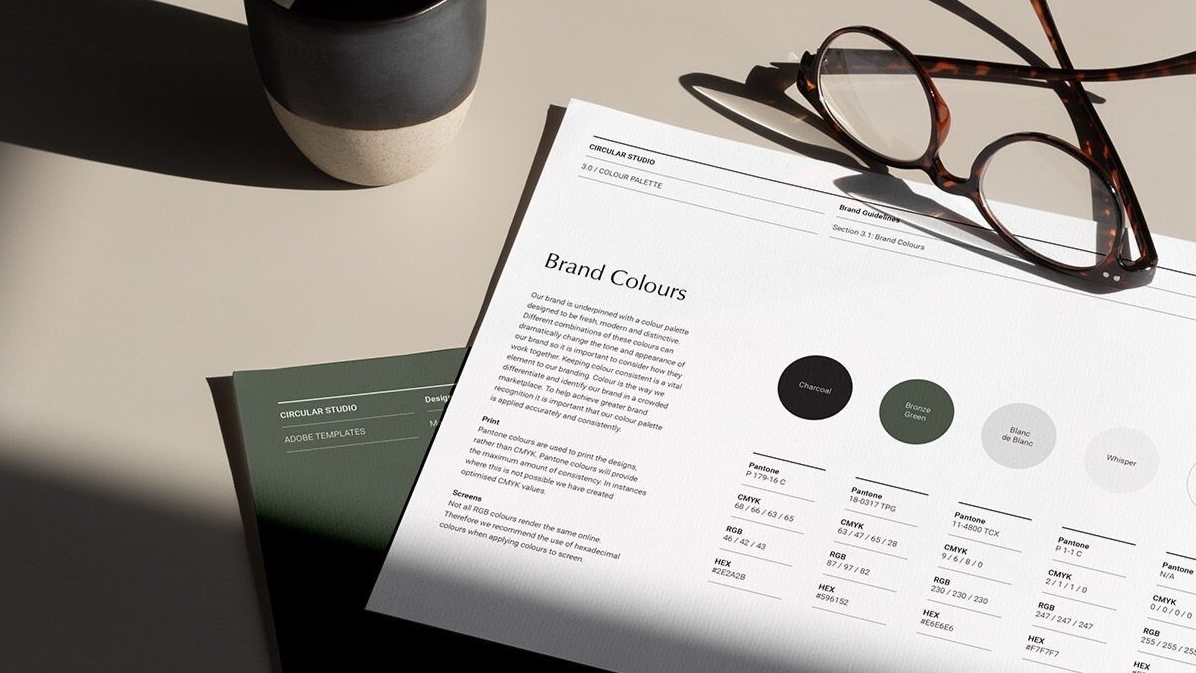 CIRCULAR STUDIO
3.0 / COLOUR PALETTE
Brand Guidelines
Section 3.1: Brand Colours
Brand Colours
Our brand is underpinned with a colour palette
designed to be fresh, modern and distinctive.
Different combinations of these colours can
dramatically change the tone and appearance of
our brand so it is important to consider how they
work together. Keeping colour consistent is a vital
element to our branding. Colour is the way we
differentiate and identify our brand in a crowded
marketplace. To help achieve greater brand
recognition it is important that our colour palette
is applied accurately and consistently.
Print
Pantone colours are used to print the designs,
rather than CMYK. Pantone colours will provide
the maximum amount of consistency. In instances
where this is not possible we have created
optimised CMYK values.
Screens
Not all RGB colours render the same online.
Therefore we recommend the use of hexadecimal
colours when applying colours to screen.
Charcoal
Pantone
P 179-16 C
CMYK
68 / 66 / 63 / 65
RGB
46 / 42 / 43
HEX
#2E2A2B
Bronze
Green
Pantone
18-0317 TPG
CMYK
63 / 47 / 65 / 28
RGB
87 / 97 / 82
HEX
#596152
Blanc
de Blanc
Pantone
11-4800 TCX
CMYK
9 / 6 / 8 / 0
RGB
230 / 230 / 230
HEX
#E6E6E6
Whisper
Pantone
P 1-1 C
CMYK
2 / 1 / 1 / 0
RGB
247 / 247 / 247
HEX
#F7F7F7
Pantone
N/A
CMYK
0 / 0 / 0 / 0
RGB
255 / 255 / 255
HEX
CIRCULAR STUDIO
ADOBE TEMPLATES